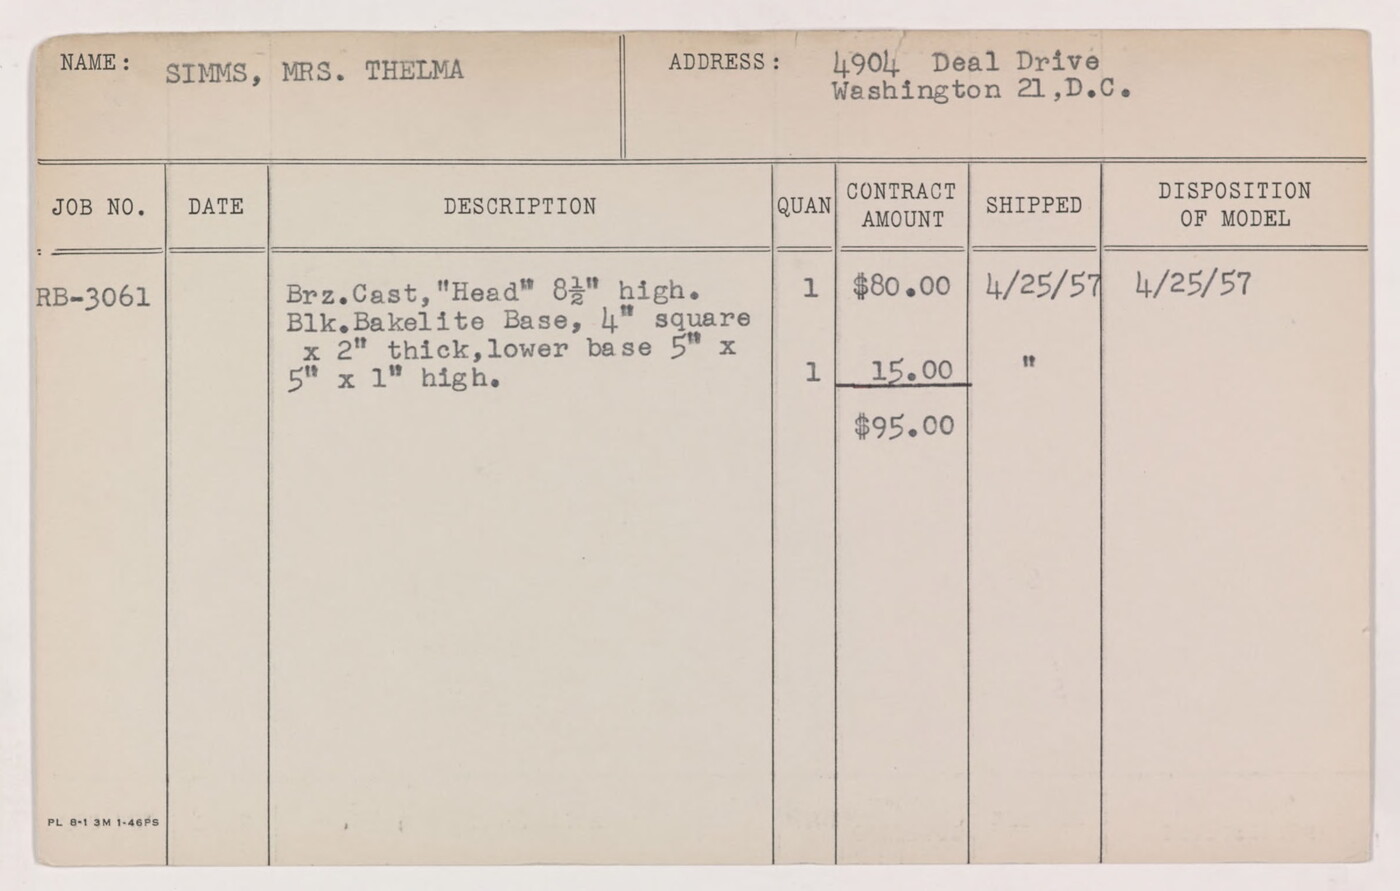 NAME: SIMMS, MRS. THELMA ADDRESS: 4904 Deal Drive
Washington 21,D.C.
JOB NO. DATE DESCRIPTION QUAN CONTRACT AMOUNT SHIPPED DISPOSITION OF MODEL
RB-3061 Brz.Cast,"Head" 8½" high. 1 $80.00 4/25/57 4/25/57
Blk.Bakelite Base, 4" square
x 2" thick,lower base 5" x
5" x 1" high. 1 15.00 "
$95.00
PL 8-1 3M 1-46PS